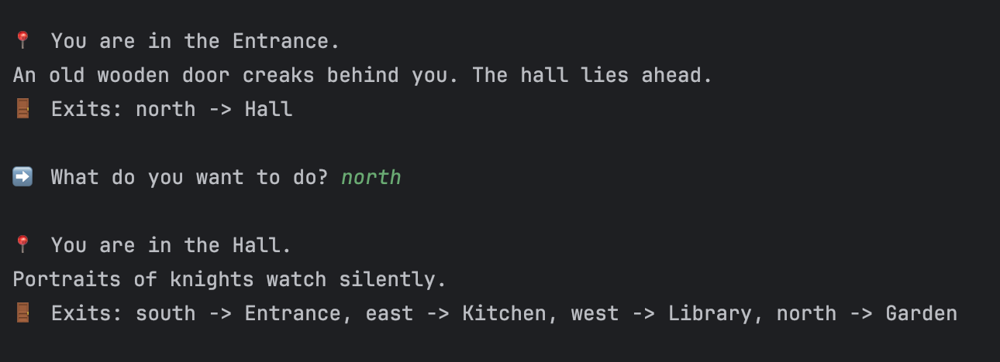 📍 You are in the Entrance.
An old wooden door creaks behind you. The hall lies ahead.
🚪 Exits: north -> Hall
➡️ What do you want to do? north
📍 You are in the Hall.
Portraits of knights watch silently.
🚪 Exits: south -> Entrance, east -> Kitchen, west -> Library, north -> Garden